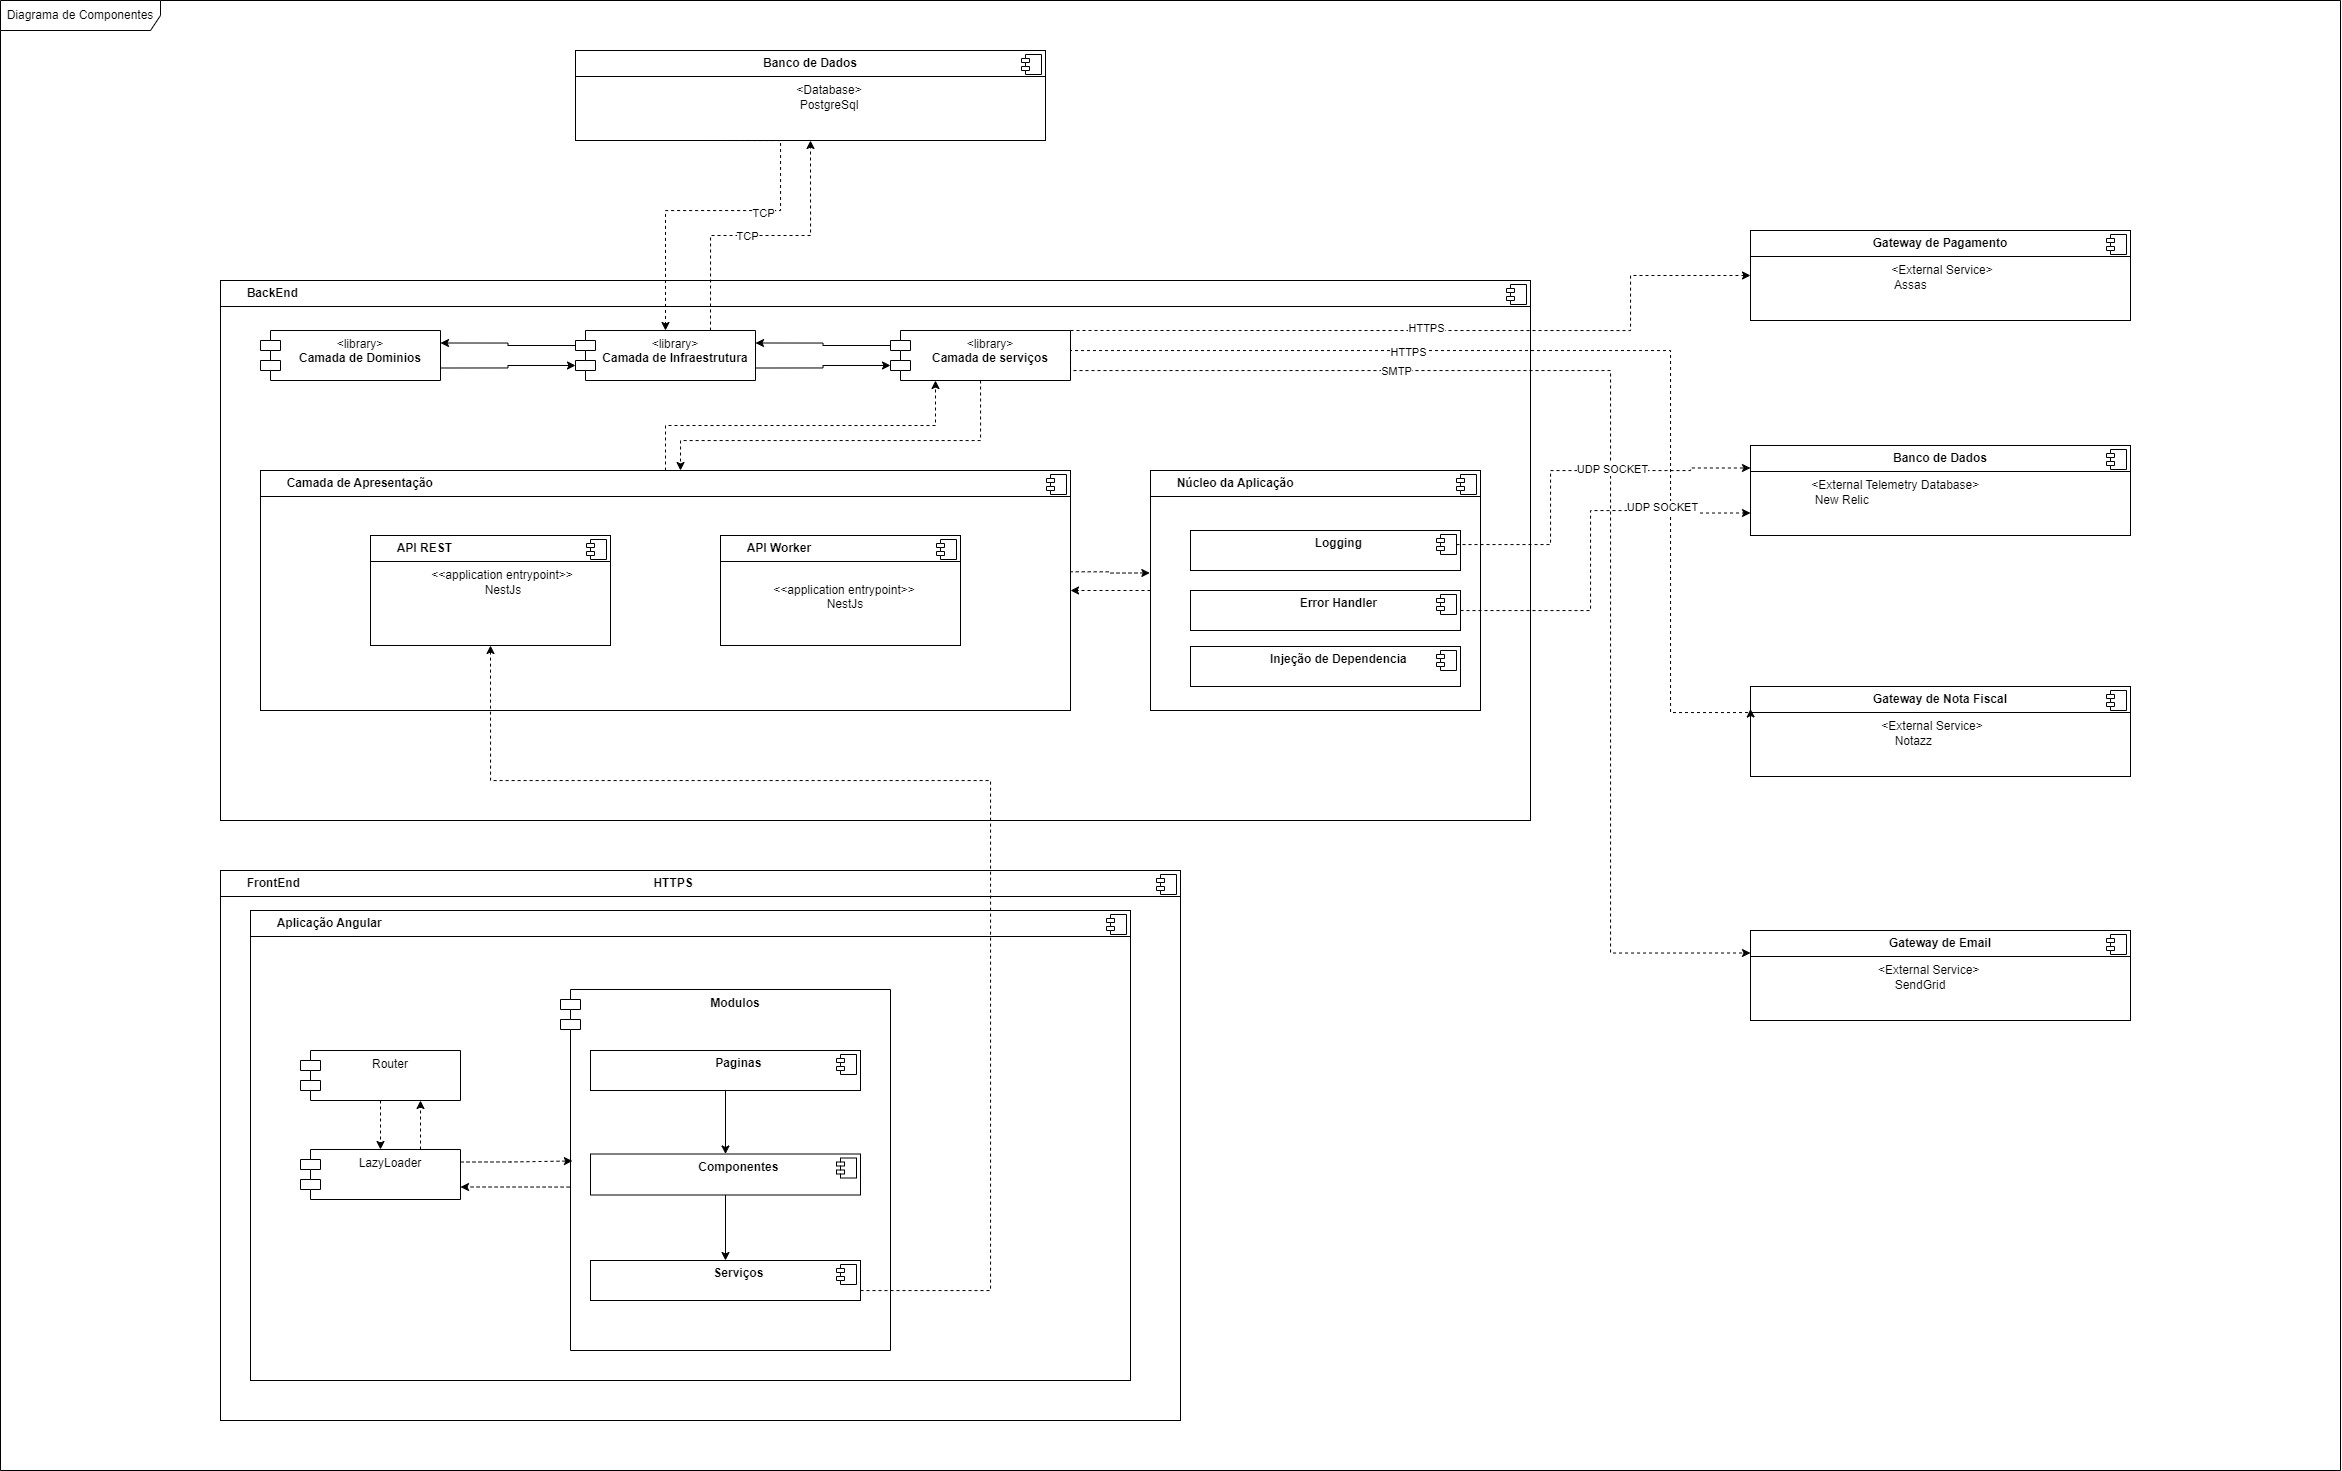 Diagrama de Componentes
Banco de Dados
<Database>
PostgreSql
TCP
TCP
Gateway de Pagamento
<External Service>
Assas
BackEnd
<library>
Camada de Dominios
<library>
Camada de Infraestrutura
<library>
Camada de serviços
HTTPS
HTTPS
SMTP
Banco de Dados
<External Telemetry Database>
New Relic
UDP SOCKET
UDP SOCKET
Camada de Apresentação
API REST
<<application entrypoint>>
NestJs
API Worker
<<application entrypoint>>
NestJs
Núcleo da Aplicação
Logging
Error Handler
Injeção de Dependencia
Gateway de Nota Fiscal
<External Service>
Notazz
FrontEnd
HTTPS
Aplicação Angular
Gateway de Email
<External Service>
SendGrid
Modulos
Router
Paginas
LazyLoader
Componentes
Serviços